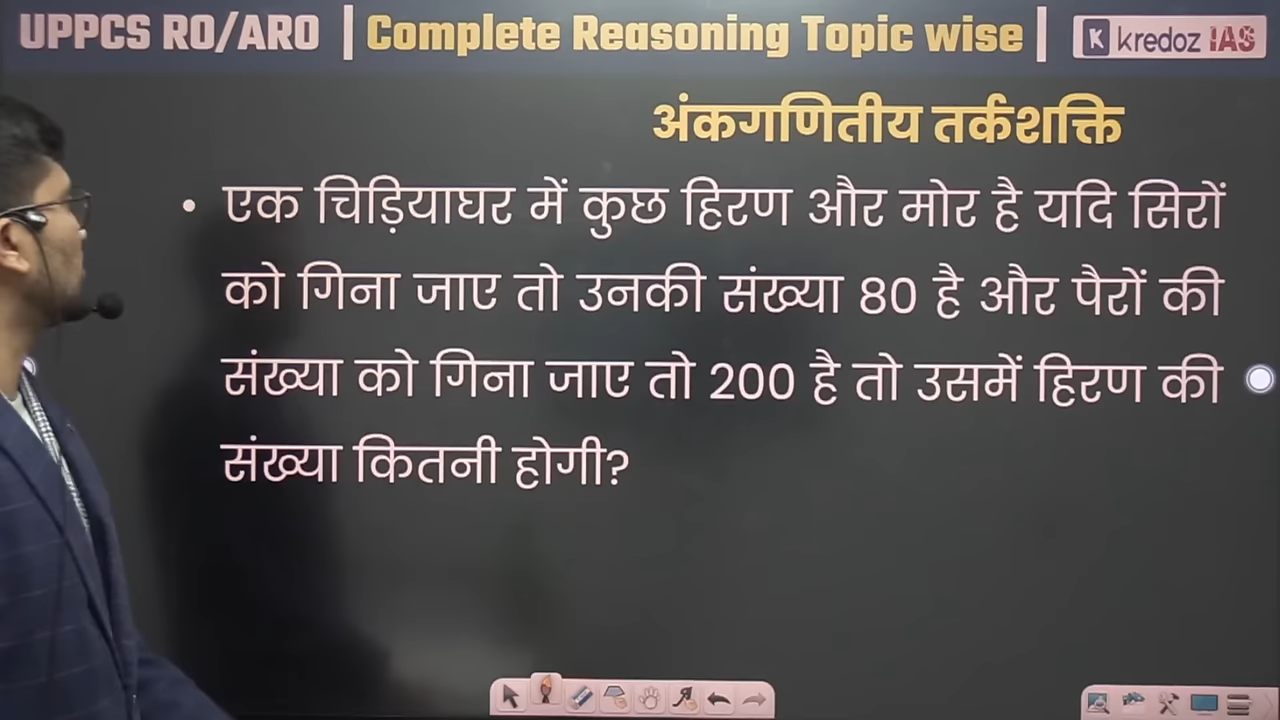 UPPCS RO/ARO | Complete Reasoning Topic wise | K kredoz IAS
अंकगणितीय तर्कशक्ति
• एक चिड़ियाघर में कुछ हिरण और मोर है यदि सिरों
को गिना जाए तो उनकी संख्या 80 है और पैरों की
संख्या को गिना जाए तो 200 है तो उसमें हिरण की
संख्या कितनी होगी?